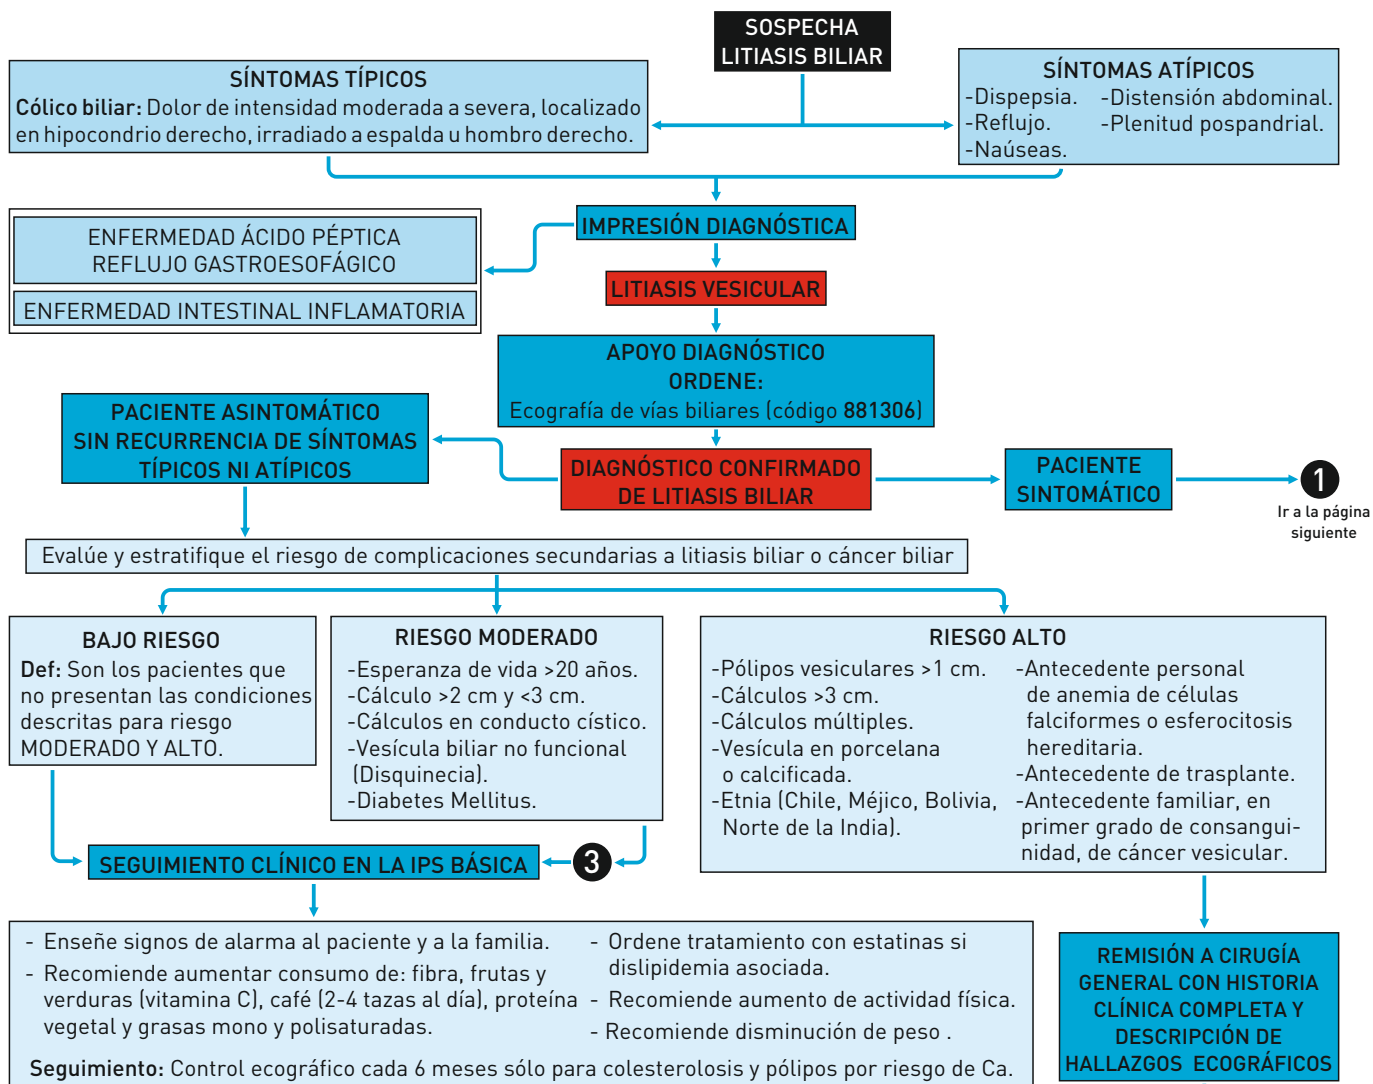 SOSPECHA
LITIASIS BILIAR
SÍNTOMAS TÍPICOS
Cólico biliar: Dolor de intensidad moderada a severa, localizado
en hipocondrio derecho, irradiado a espalda u hombro derecho.
SÍNTOMAS ATÍPICOS
-Dispepsia.
-Reflujo.
-Naúseas.
-Distensión abdominal.
-Plenitud pospandrial.
IMPRESIÓN DIAGNÓSTICA
ENFERMEDAD ÁCIDO PÉPTICA
REFLUJO GASTROESOFÁGICO
ENFERMEDAD INTESTINAL INFLAMATORIA
LITIASIS VESICULAR
APOYO DIAGNÓSTICO
ORDENE:
Ecografía de vías biliares (código 881306)
PACIENTE ASINTOMÁTICO
SIN RECURRENCIA DE SÍNTOMAS
TÍPICOS NI ATÍPICOS
DIAGNÓSTICO CONFIRMADO
DE LITIASIS BILIAR
PACIENTE
SINTOMÁTICO
1
Ir a la página
siguiente
Evalúe y estratifique el riesgo de complicaciones secundarias a litiasis biliar o cáncer biliar
BAJO RIESGO
Def: Son los pacientes que
no presentan las condiciones
descritas para riesgo
MODERADO Y ALTO.
RIESGO MODERADO
-Esperanza de vida >20 años.
-Cálculo >2 cm y <3 cm.
-Cálculos en conducto cístico.
-Vesícula biliar no funcional
(Disquinecia).
-Diabetes Mellitus.
RIESGO ALTO
-Pólipos vesiculares >1 cm.
-Cálculos >3 cm.
-Cálculos múltiples.
-Vesícula en porcelana
o calcificada.
-Etnia (Chile, Méjico, Bolivia,
Norte de la India).
-Antecedente personal
de anemia de células
falciformes o esferocitosis
hereditaria.
-Antecedente de trasplante.
-Antecedente familiar, en
primer grado de consangui-
nidad, de cáncer vesicular.
SEGUIMIENTO CLÍNICO EN LA IPS BÁSICA
3
- Enseñe signos de alarma al paciente y a la familia.
- Recomiende aumentar consumo de: fibra, frutas y
verduras (vitamina C), café (2-4 tazas al día), proteína
vegetal y grasas mono y polisaturadas.
- Ordene tratamiento con estatinas si
dislipidemia asociada.
- Recomiende aumento de actividad física.
- Recomiende disminución de peso .
Seguimiento: Control ecográfico cada 6 meses sólo para colesterolosis y pólipos por riesgo de Ca.
REMISIÓN A CIRUGÍA
GENERAL CON HISTORIA
CLÍNICA COMPLETA Y
DESCRIPCIÓN DE
HALLAZGOS ECOGRÁFICOS